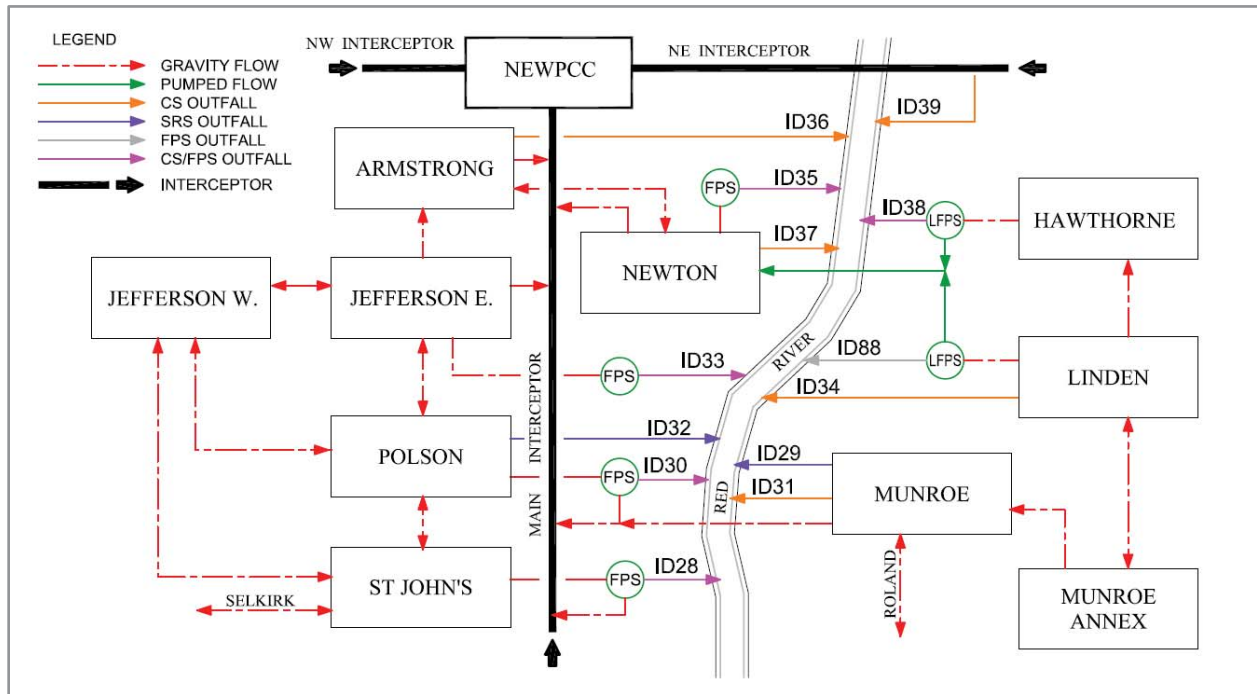 LEGEND
GRAVITY FLOW
PUMPED FLOW
CS OUTFALL
SRS OUTFALL
FPS OUTFALL
CS/FPS OUTFALL
INTERCEPTOR
NW INTERCEPTOR
NEWPCC
NE INTERCEPTOR
ID36
ID39
ARMSTRONG
FPS
ID35
ID38
LFPS
HAWTHORNE
ID37
NEWTON
JEFFERSON W.
JEFFERSON E.
RIVER
ID33
FPS
ID88
LFPS
LINDEN
ID34
MAIN INTERCEPTOR
ID32
POLSON
FPS
ID30
ID29
RED
ID31
MUNROE
ST JOHN'S
FPS
ID28
SELKIRK
ROLAND
MUNROE
ANNEX